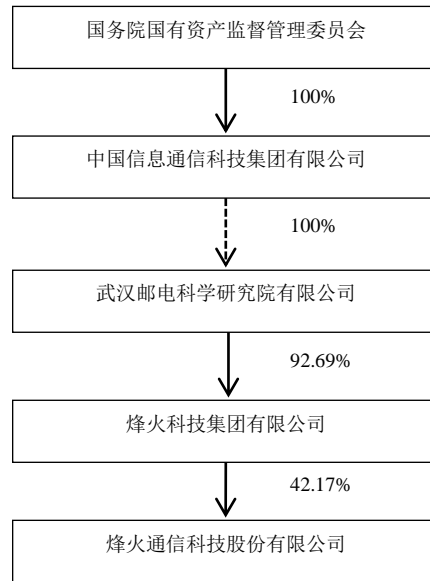 国务院国有资产监督管理委员会
100%
中国信息通信科技集团有限公司
100%
武汉邮电科学研究院有限公司
92.69%
烽火科技集团有限公司
42.17%
烽火通信科技股份有限公司